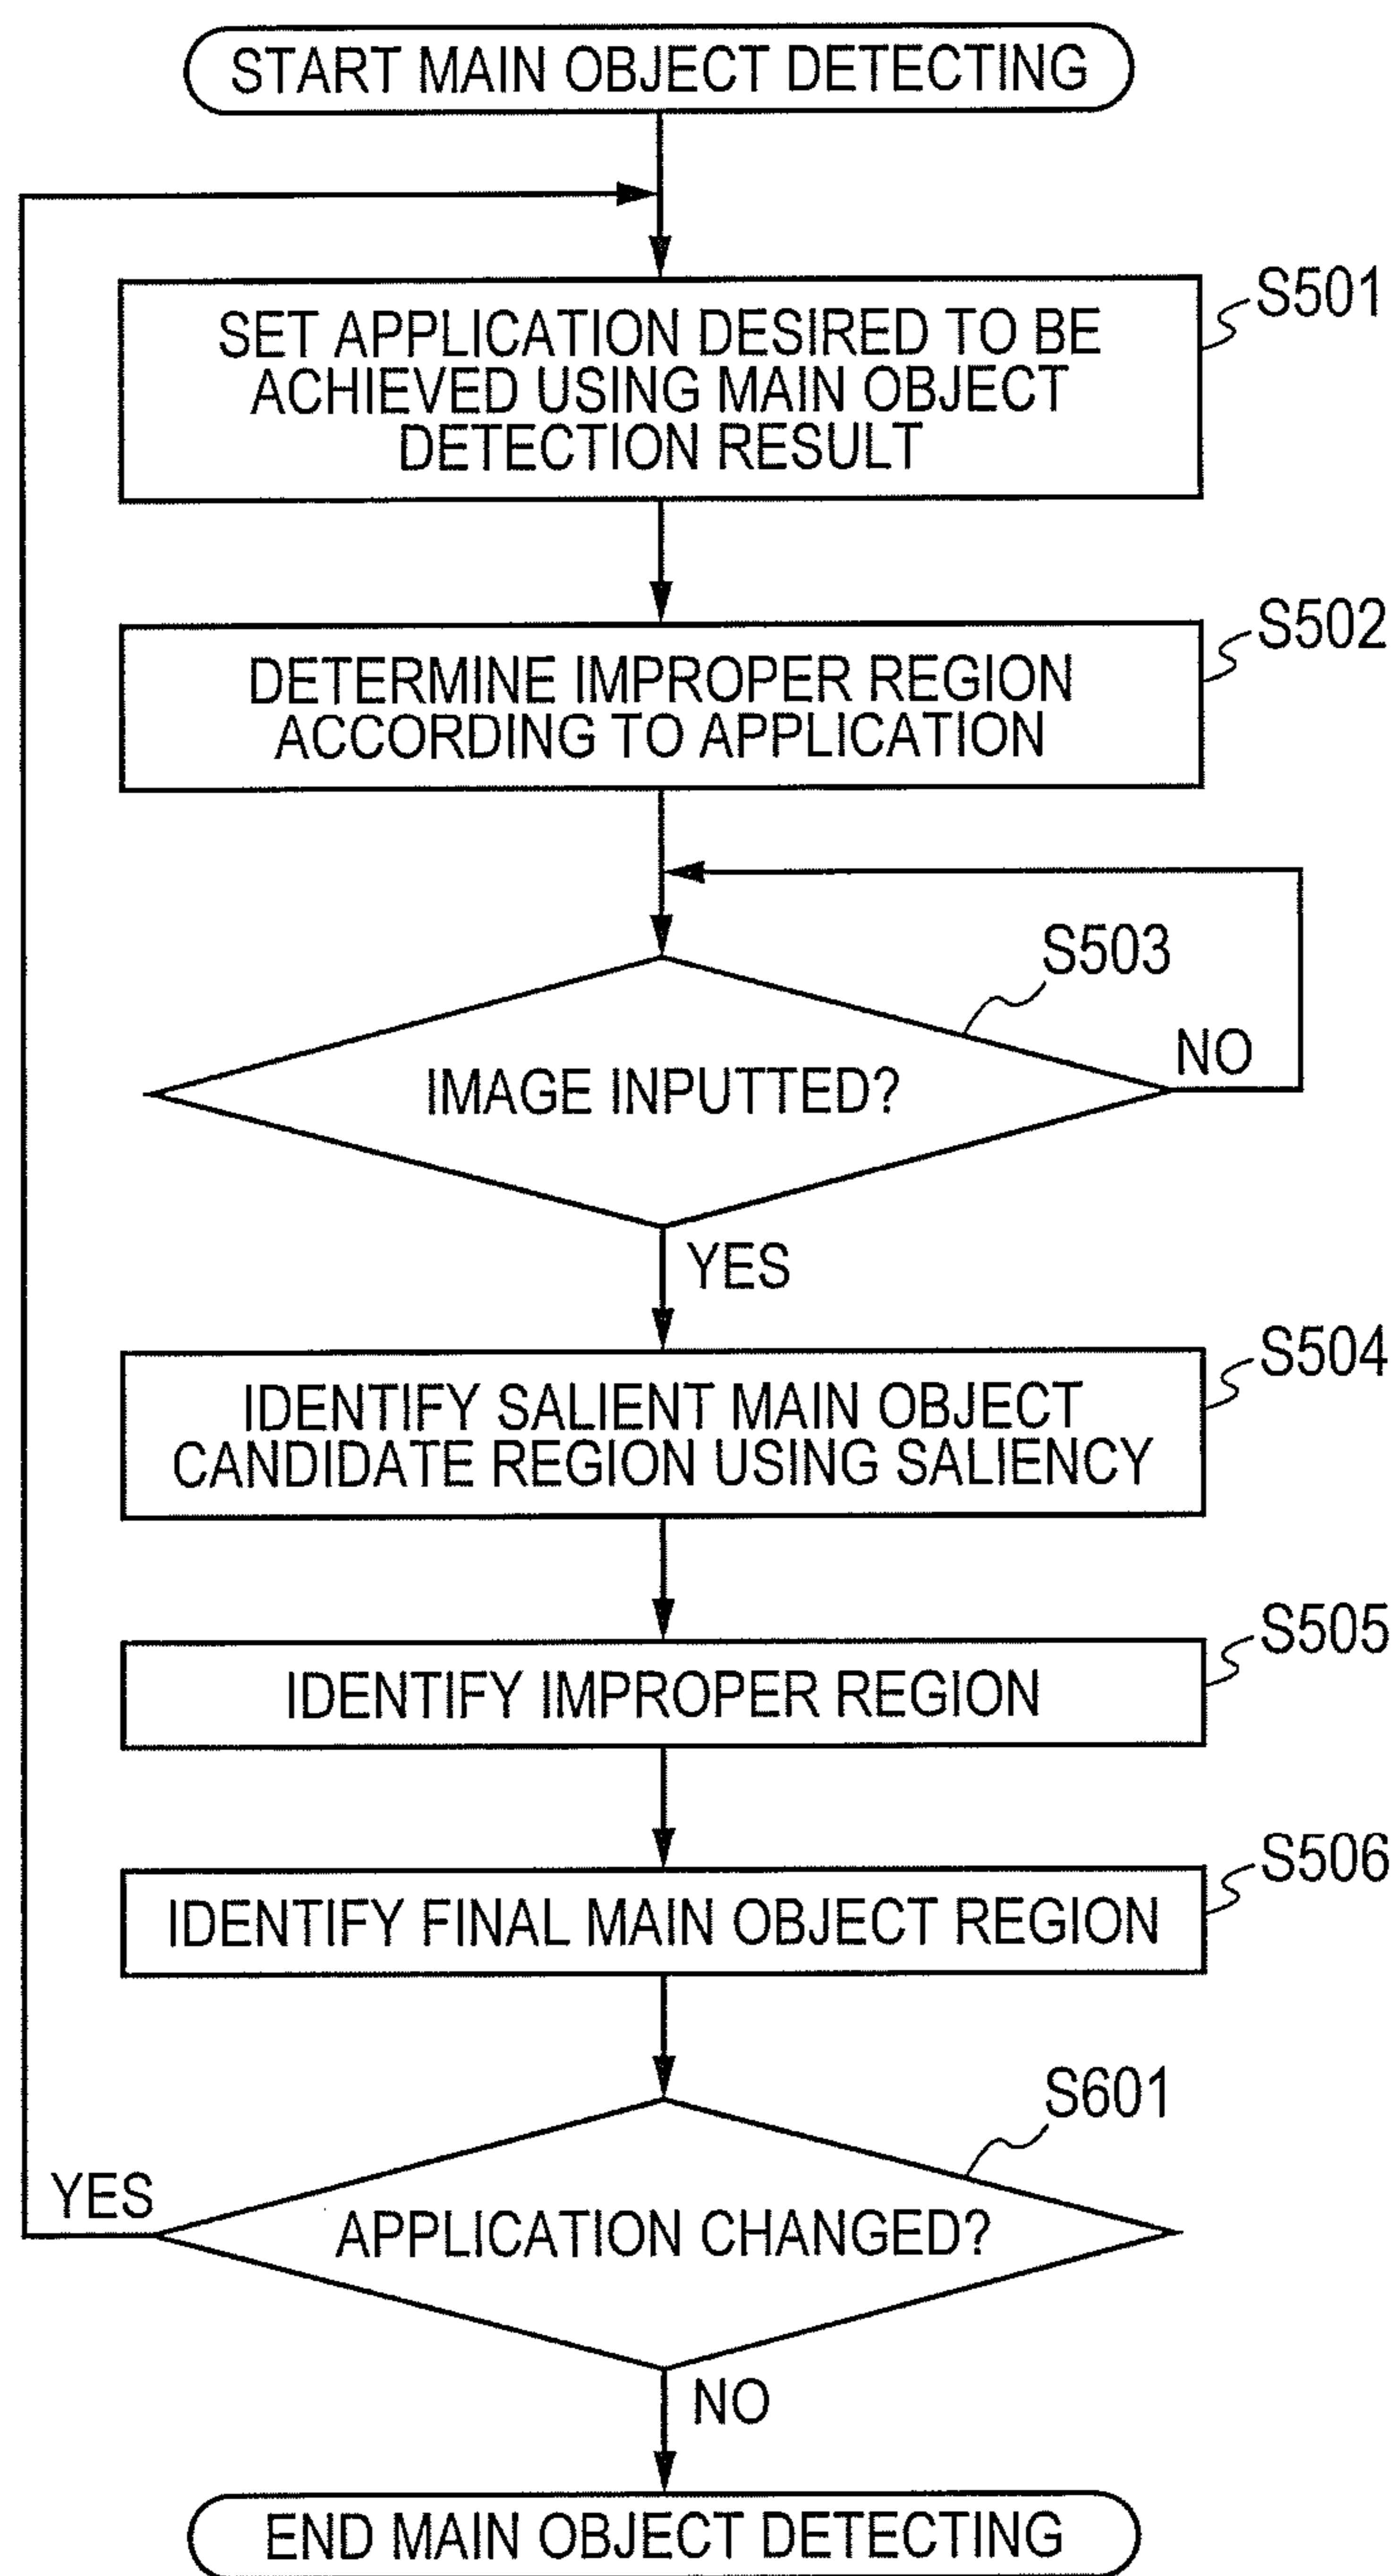 START MAIN OBJECT DETECTING
S501
SET APPLICATION DESIRED TO BE
ACHIEVED USING MAIN OBJECT
DETECTION RESULT
S502
DETERMINE IMPROPER REGION
ACCORDING TO APPLICATION
S503
IMAGE INPUTTED?
NO
YES
S504
IDENTIFY SALIENT MAIN OBJECT
CANDIDATE REGION USING SALIENCY
S505
IDENTIFY IMPROPER REGION
S506
IDENTIFY FINAL MAIN OBJECT REGION
S601
YES
APPLICATION CHANGED?
NO
END MAIN OBJECT DETECTING